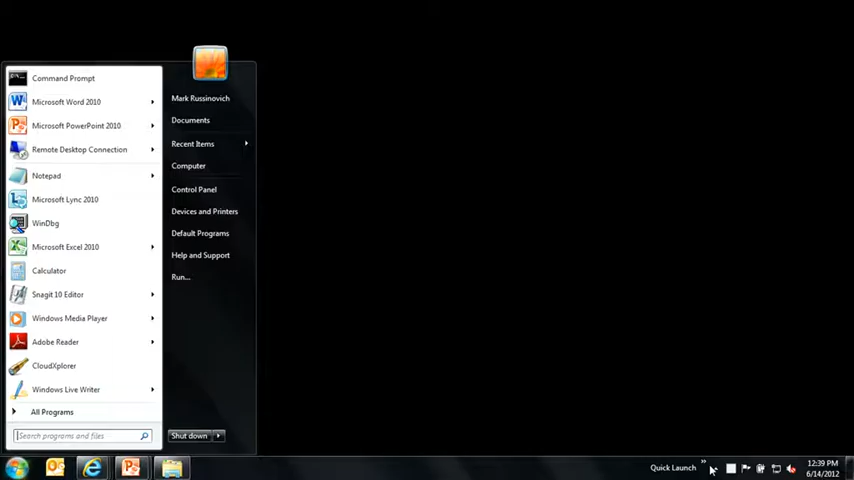 Command Prompt
Microsoft Word 2010
Microsoft PowerPoint 2010
Remote Desktop Connection
Notepad
Microsoft Lync 2010
WinDbg
Microsoft Excel 2010
Calculator
Snagit 10 Editor
Windows Media Player
Adobe Reader
CloudXplorer
Windows Live Writer
All Programs
Search programs and files
Mark Russinovich
Documents
Recent Items
Computer
Control Panel
Devices and Printers
Default Programs
Help and Support
Run...
Shut down
Quick Launch
12:39 PM
6/14/2012